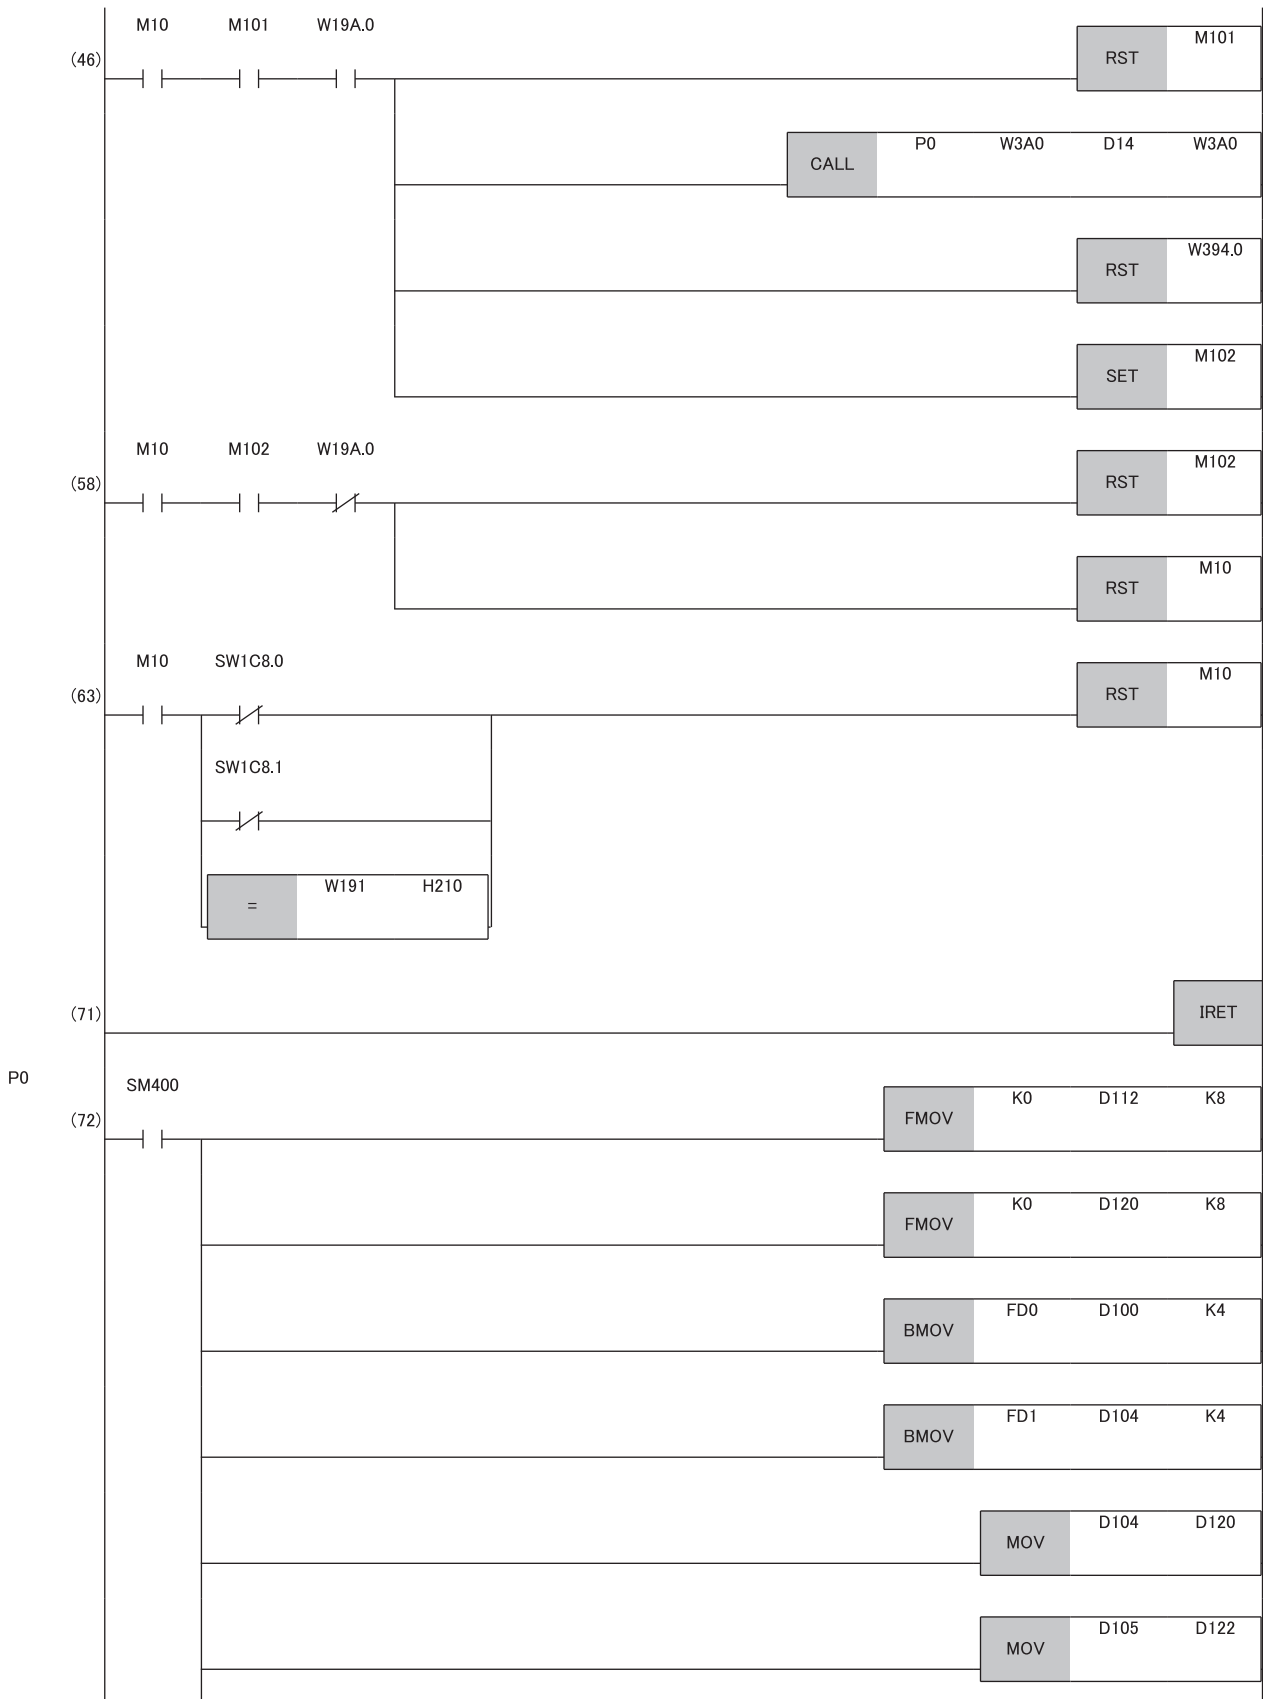 M10 M101 W19A.0
(46) RST M101
CALL P0 W3A0 D14 W3A0
RST W394.0
SET M102
M10 M102 W19A.0
(58) RST M102
RST M10
M10 SW1C8.0
(63) RST M10
SW1C8.1
= W191 H210
(71) IRET
P0 SM400
(72) FMOV K0 D112 K8
FMOV K0 D120 K8
BMOV FD0 D100 K4
BMOV FD1 D104 K4
MOV D104 D120
MOV D105 D122